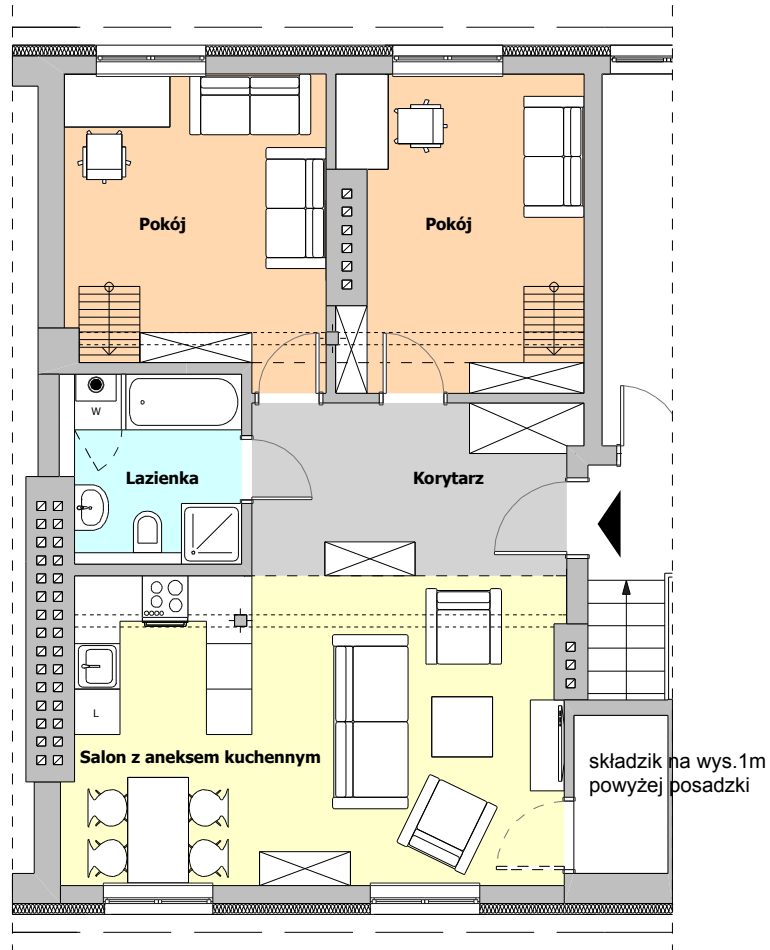 Pokój
Pokój
W
Lazienka
Korytarz
L
Salon z aneksem kuchennym
składzik na wys.1m
powyżej posadzki